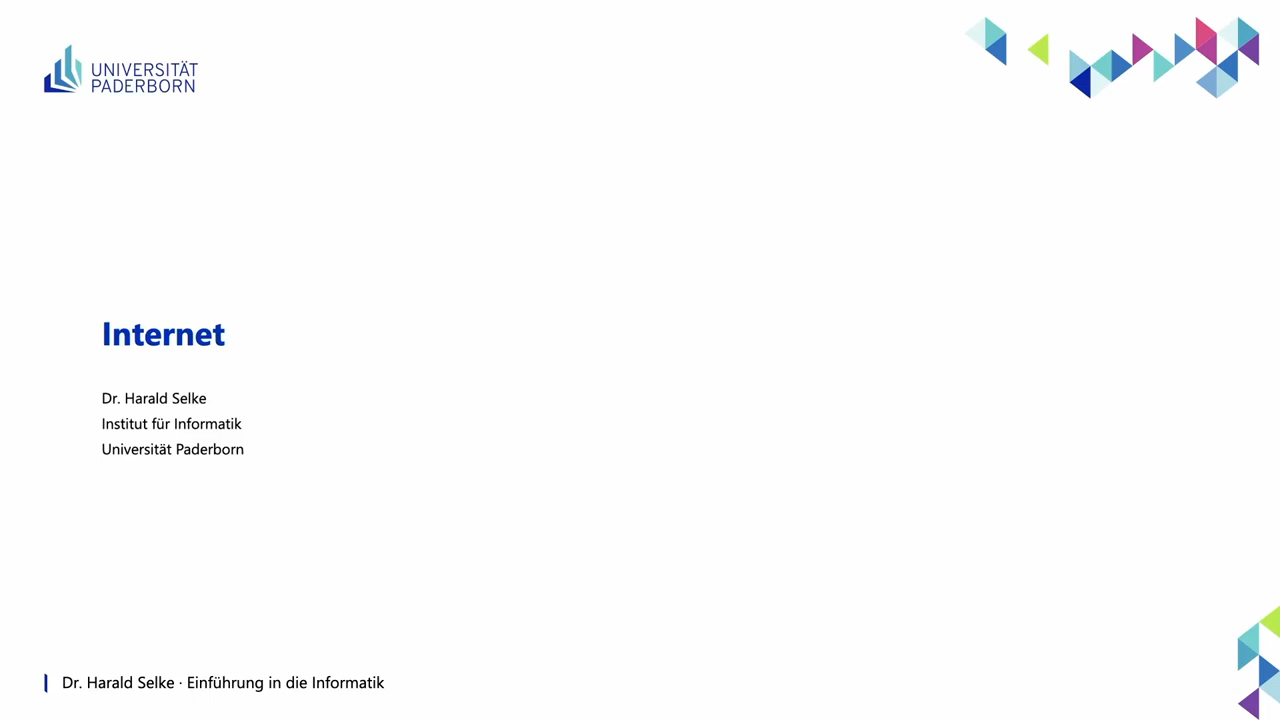 UNIVERSITÄT
PADERBORN
Internet
Dr. Harald Selke
Institut für Informatik
Universität Paderborn
Dr. Harald Selke · Einführung in die Informatik